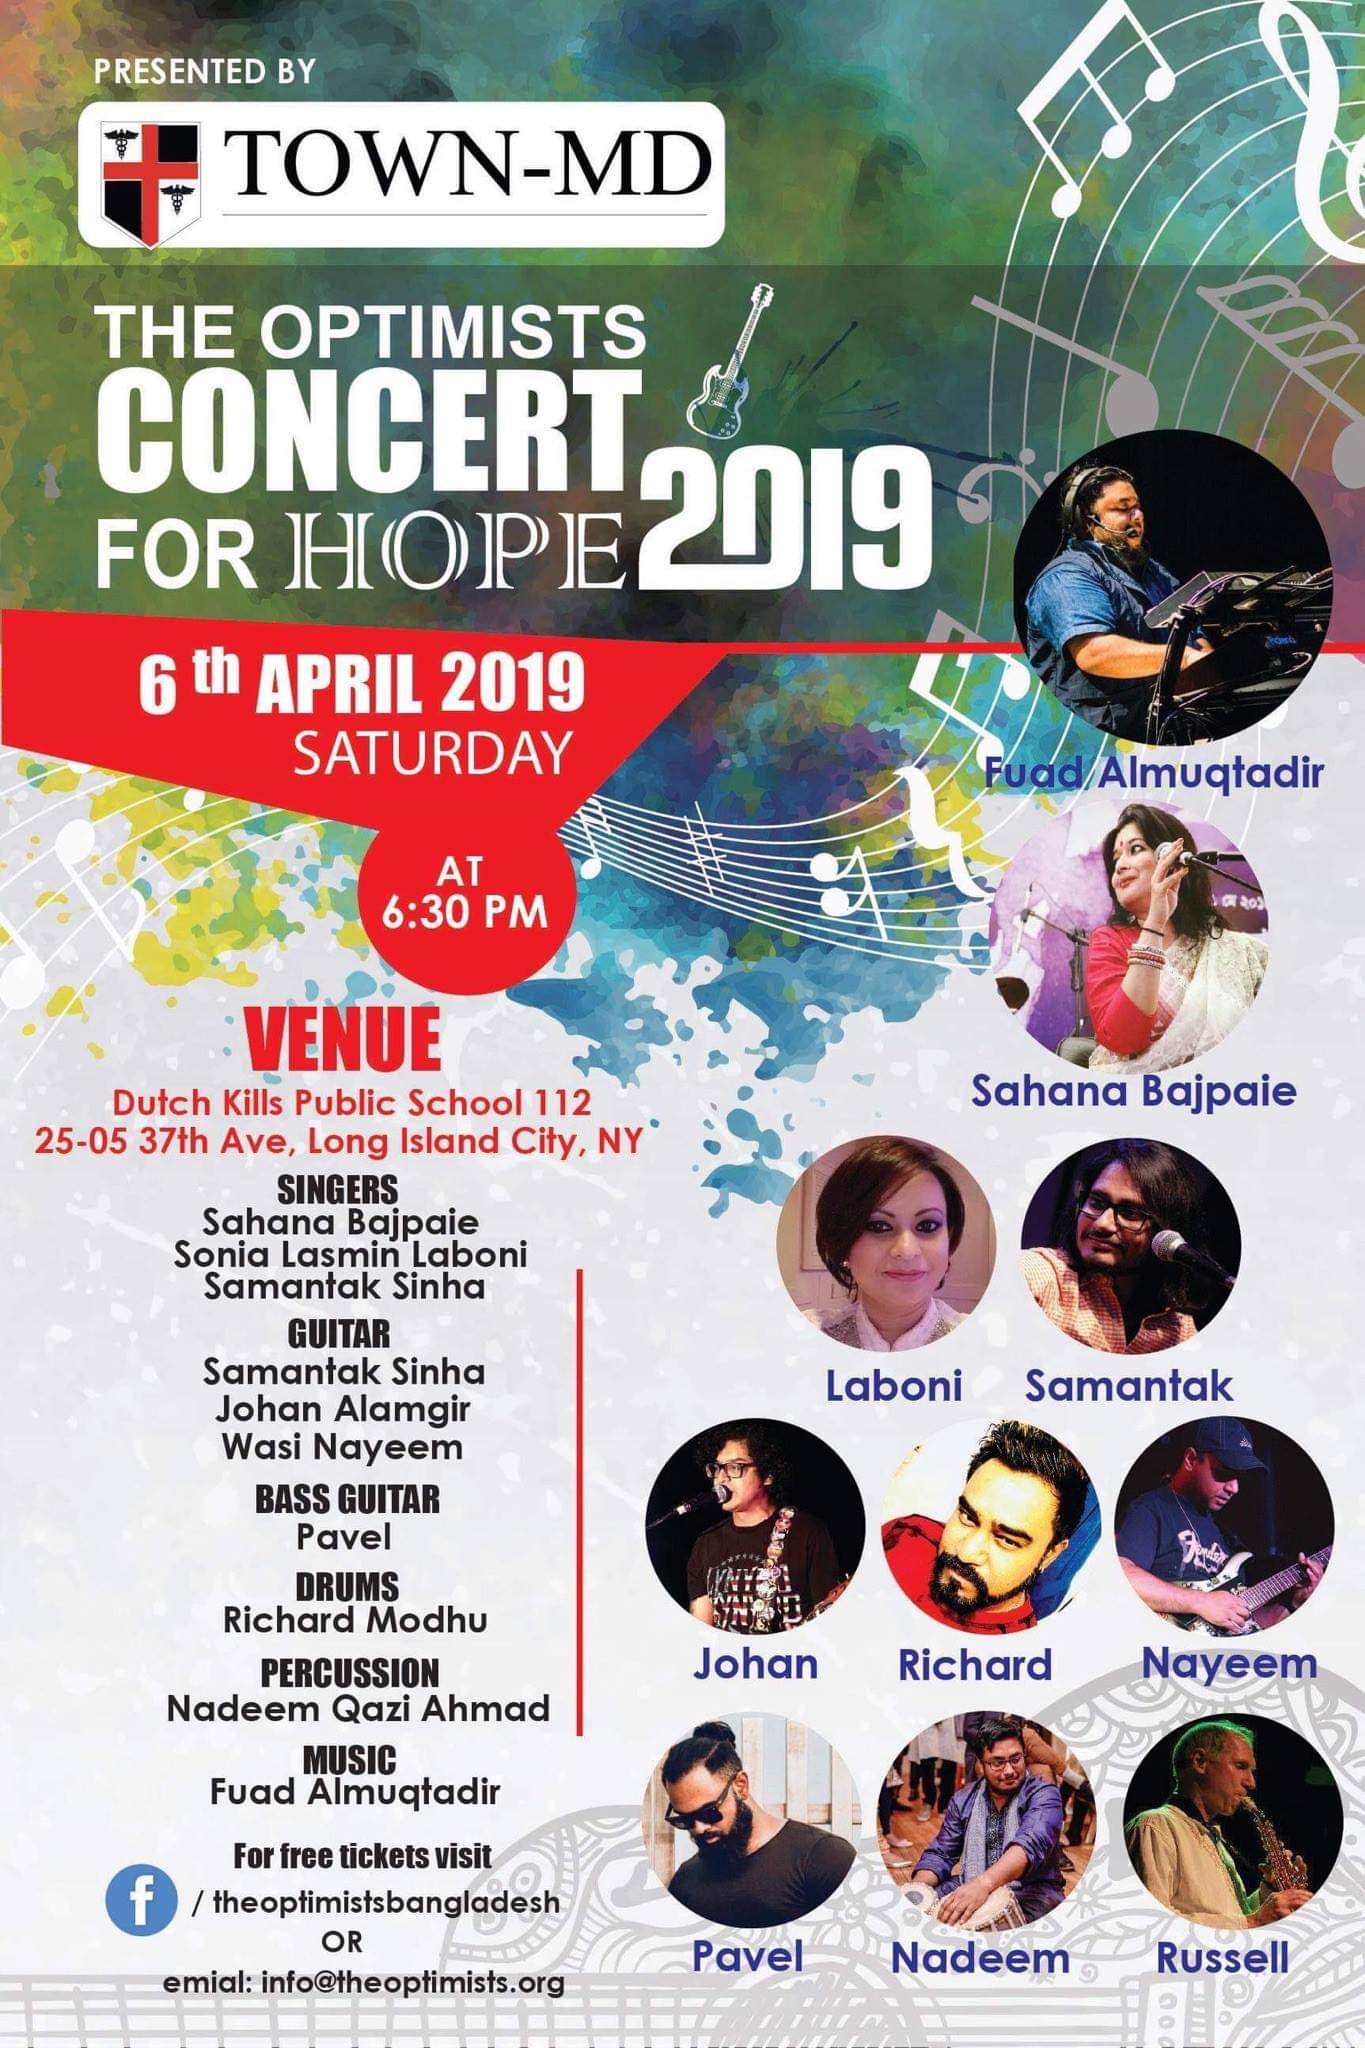 PRESENTED BY
TOWN-MD
THE OPTIMISTS
CONCERT
FOR HOPE 2019
6th APRIL 2019
SATURDAY
AT
6:30 PM
Fuad Almuqtadir
Sahana Bajpaie
VENUE
Dutch Kills Public School 112
25-05 37th Ave, Long Island City, NY
SINGERS
Sahana Bajpaie
Sonia Lasmin Laboni
Samantak Sinha
GUITAR
Samantak Sinha
Johan Alamgir
Wasi Nayeem
BASS GUITAR
Pavel
DRUMS
Richard Modhu
PERCUSSION
Nadeem Qazi Ahmad
MUSIC
Fuad Almuqtadir
For free tickets visit
f / theoptimistsbangladesh
OR
emial: info@theoptimists.org
Laboni
Samantak
Johan
Richard
Nayeem
Pavel
Nadeem
Russell
Roland
Fender